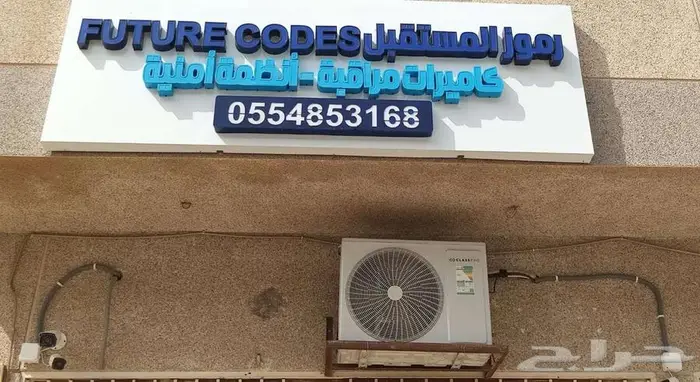 رموز المستقبل FUTURE CODES
كاميرات مراقبة - أنظمة أمنية
0554853168
حراج